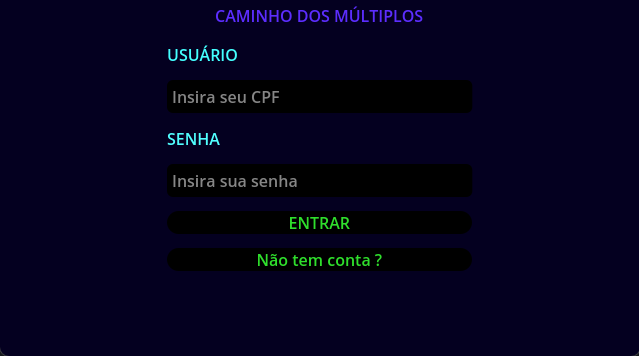 CAMINHO DOS MÚLTIPLOS
USUÁRIO
Insira seu CPF
SENHA
Insira sua senha
ENTRAR
Não tem conta ?